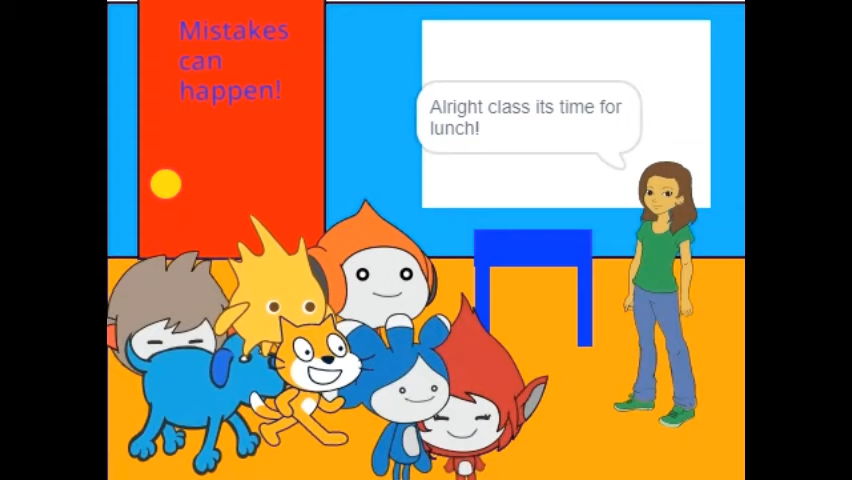 Mistakes
can
happen!
Alright class its time for
lunch!